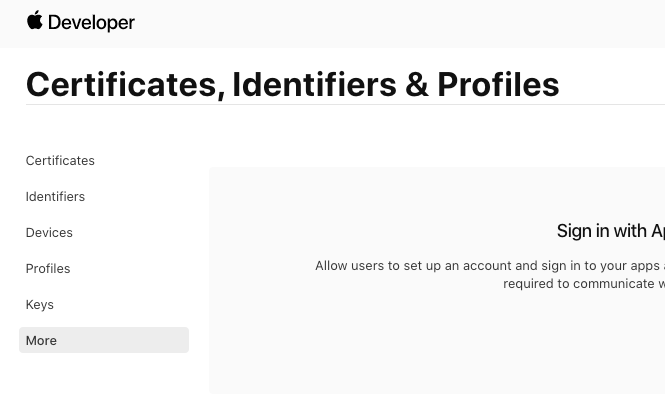 Developer
Certificates, Identifiers & Profiles
Certificates
Identifiers
Devices
Profiles
Keys
More
Sign in with
Allow users to set up an account and sign in to your apps
required to communicate